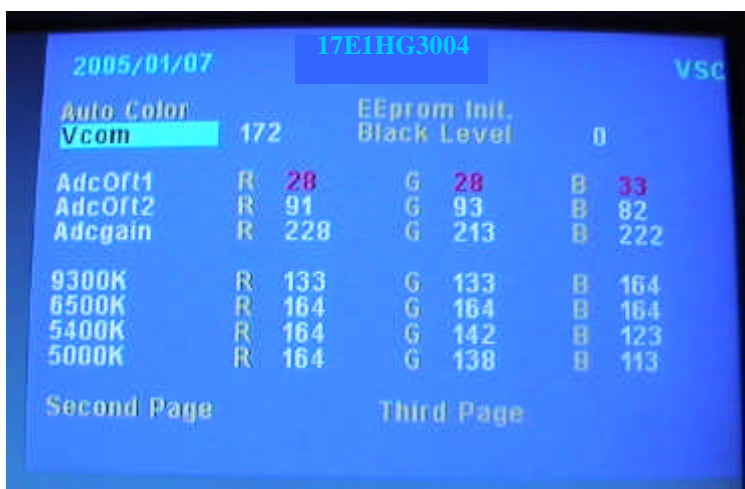 2005/01/07 17E1HG3004 VSC
Auto Color EEprom Init.
Vcom 172 Black Level 0
AdcOft1 R 28 G 28 B 33
AdcOft2 R 91 G 93 B 82
Adcgain R 228 G 213 B 222
9300K R 133 G 133 B 164
6500K R 164 G 164 B 164
5400K R 164 G 142 B 123
5000K R 164 G 138 B 113
Second Page Third Page